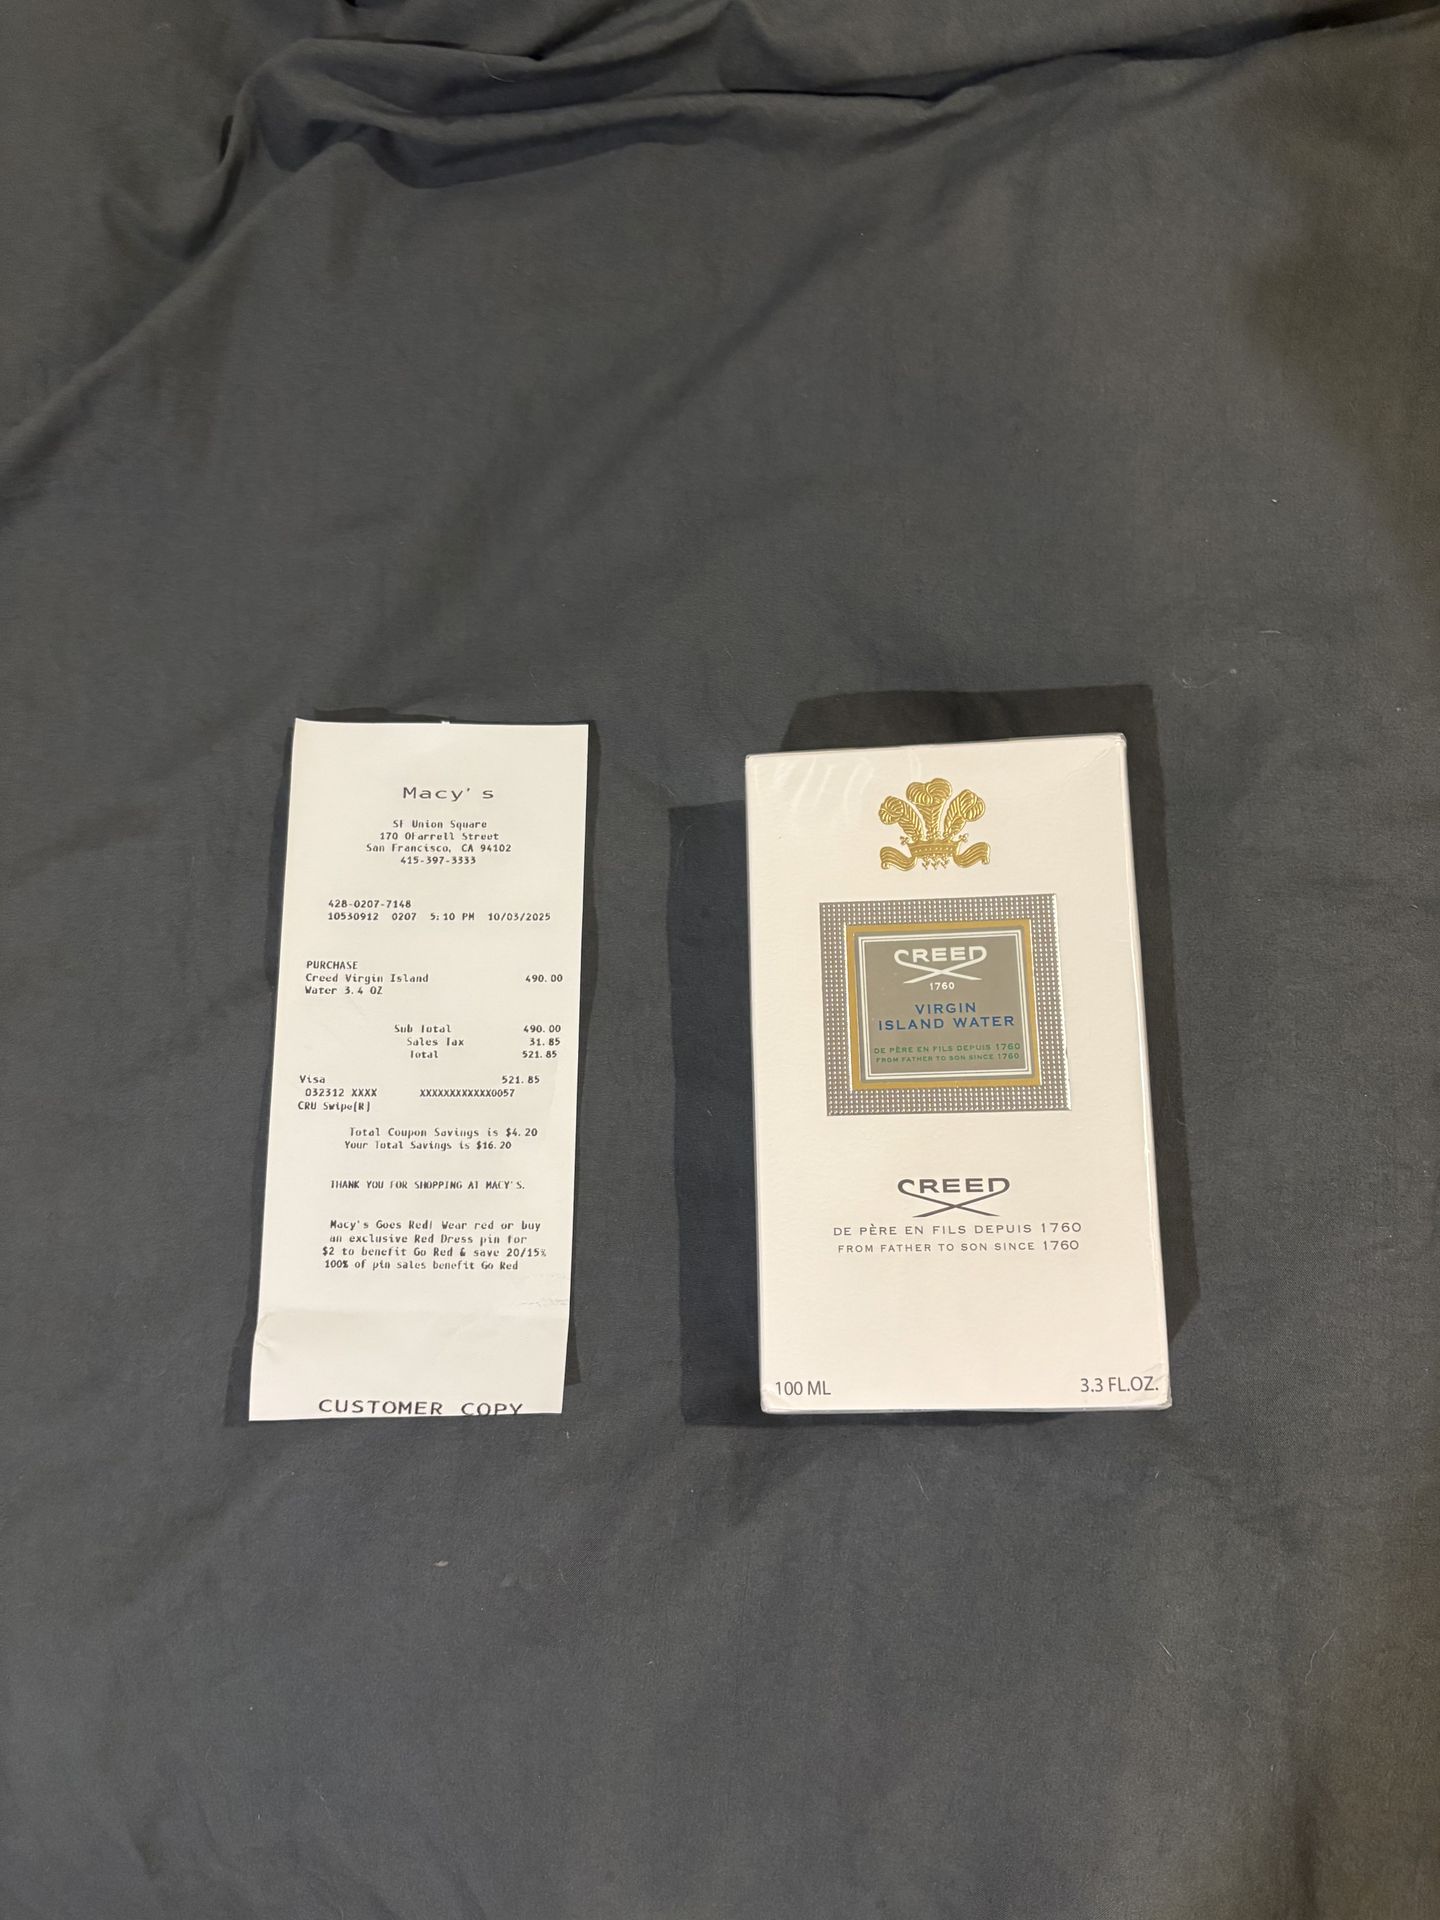 Macy's
Sf Union Square
170 Ofarrell Street
San Francisco, CA 94102
415-397-3333
428-0207-7148
10530912 0207 5:10 PM 10/03/2025
PURCHASE
Creed Virgin Island 490.00
Water 3.4 OZ
Sub Total 490.00
Sales Tax 31.85
Total 521.85
Visa 521.85
032312 XXXX XXXXXXXXXXXX0057
CRU Swipe(R)
Total Coupon Savings is $4.20
Your Total Savings is $16.20
THANK YOU FOR SHOPPING AT MACY'S.
Macy's Goes Red! Wear red or buy
an exclusive Red Dress pin for
$2 to benefit Go Red & save 20/15%
100% of pin sales benefit Go Red
CUSTOMER COPY
CREED
1760
VIRGIN
ISLAND WATER
DE PÈRE EN FILS DEPUIS 1760
FROM FATHER TO SON SINCE 1760
CREED
DE PÈRE EN FILS DEPUIS 1760
FROM FATHER TO SON SINCE 1760
100 ML 3.3 FL.OZ.